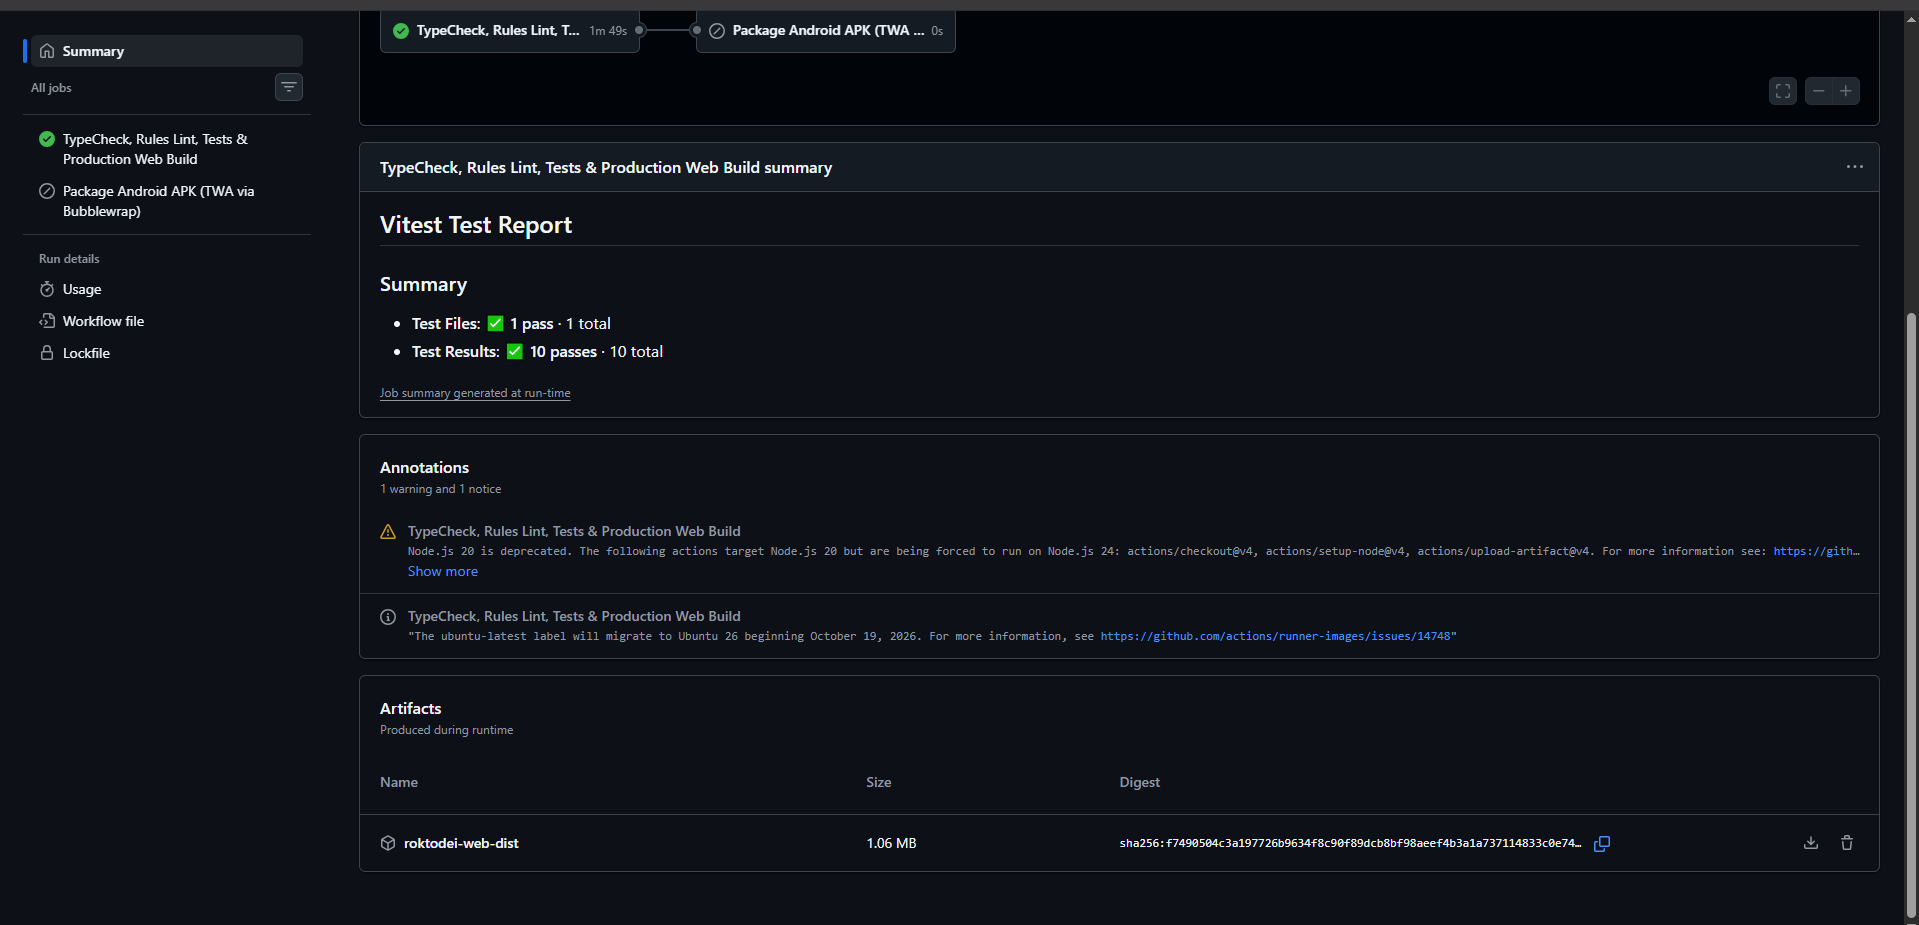 TypeCheck, Rules Lint, T... 1m 49s
Package Android APK (TWA ... 0s
Summary
All jobs
TypeCheck, Rules Lint, Tests &
Production Web Build
Package Android APK (TWA via
Bubblewrap)
Run details
Usage
Workflow file
Lockfile
TypeCheck, Rules Lint, Tests & Production Web Build summary
Vitest Test Report
Summary
• Test Files: ✅ 1 pass · 1 total
• Test Results: ✅ 10 passes · 10 total
Job summary generated at run-time
Annotations
1 warning and 1 notice
TypeCheck, Rules Lint, Tests & Production Web Build
Node.js 20 is deprecated. The following actions target Node.js 20 but are being forced to run on Node.js 24: actions/checkout@v4, actions/setup-node@v4, actions/upload-artifact@v4. For more information see: https://gith…
Show more
TypeCheck, Rules Lint, Tests & Production Web Build
"The ubuntu-latest label will migrate to Ubuntu 26 beginning October 19, 2026. For more information, see https://github.com/actions/runner-images/issues/14748"
Artifacts
Produced during runtime
Name Size Digest
roktodei-web-dist 1.06 MB sha256:f7490504c3a197726b9634f8c90f89dcb8bf98aeef4b3a1a737114833c0e74…